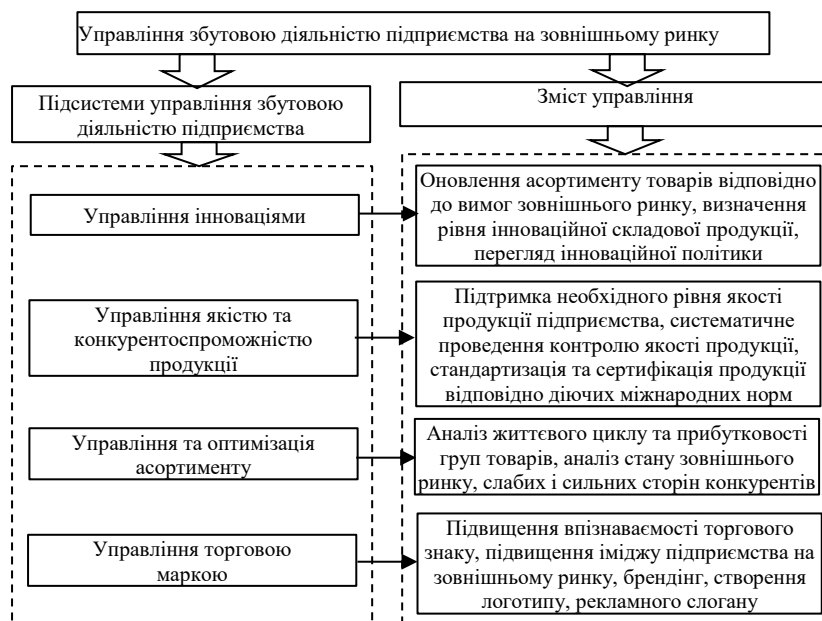 Управління збутовою діяльністю підприємства на зовнішньому ринку
Підсистеми управління збутовою
діяльністю підприємства
Зміст управління
Управління інноваціями
Оновлення асортименту товарів відповідно
до вимог зовнішнього ринку, визначення
рівня інноваційної складової продукції,
перегляд інноваційної політики
Управління якістю та
конкурентоспроможністю
продукції
Підтримка необхідного рівня якості
продукції підприємства, систематичне
проведення контролю якості продукції,
стандартизація та сертифікація продукції
відповідно діючих міжнародних норм
Управління та оптимізація
асортименту
Аналіз життєвого циклу та прибутковості
груп товарів, аналіз стану зовнішнього
ринку, слабих і сильних сторін конкурентів
Управління торговою
маркою
Підвищення впізнаваємості торгового
знаку, підвищення іміджу підприємства на
зовнішньому ринку, брендінг, створення
логотипу, рекламного слогану